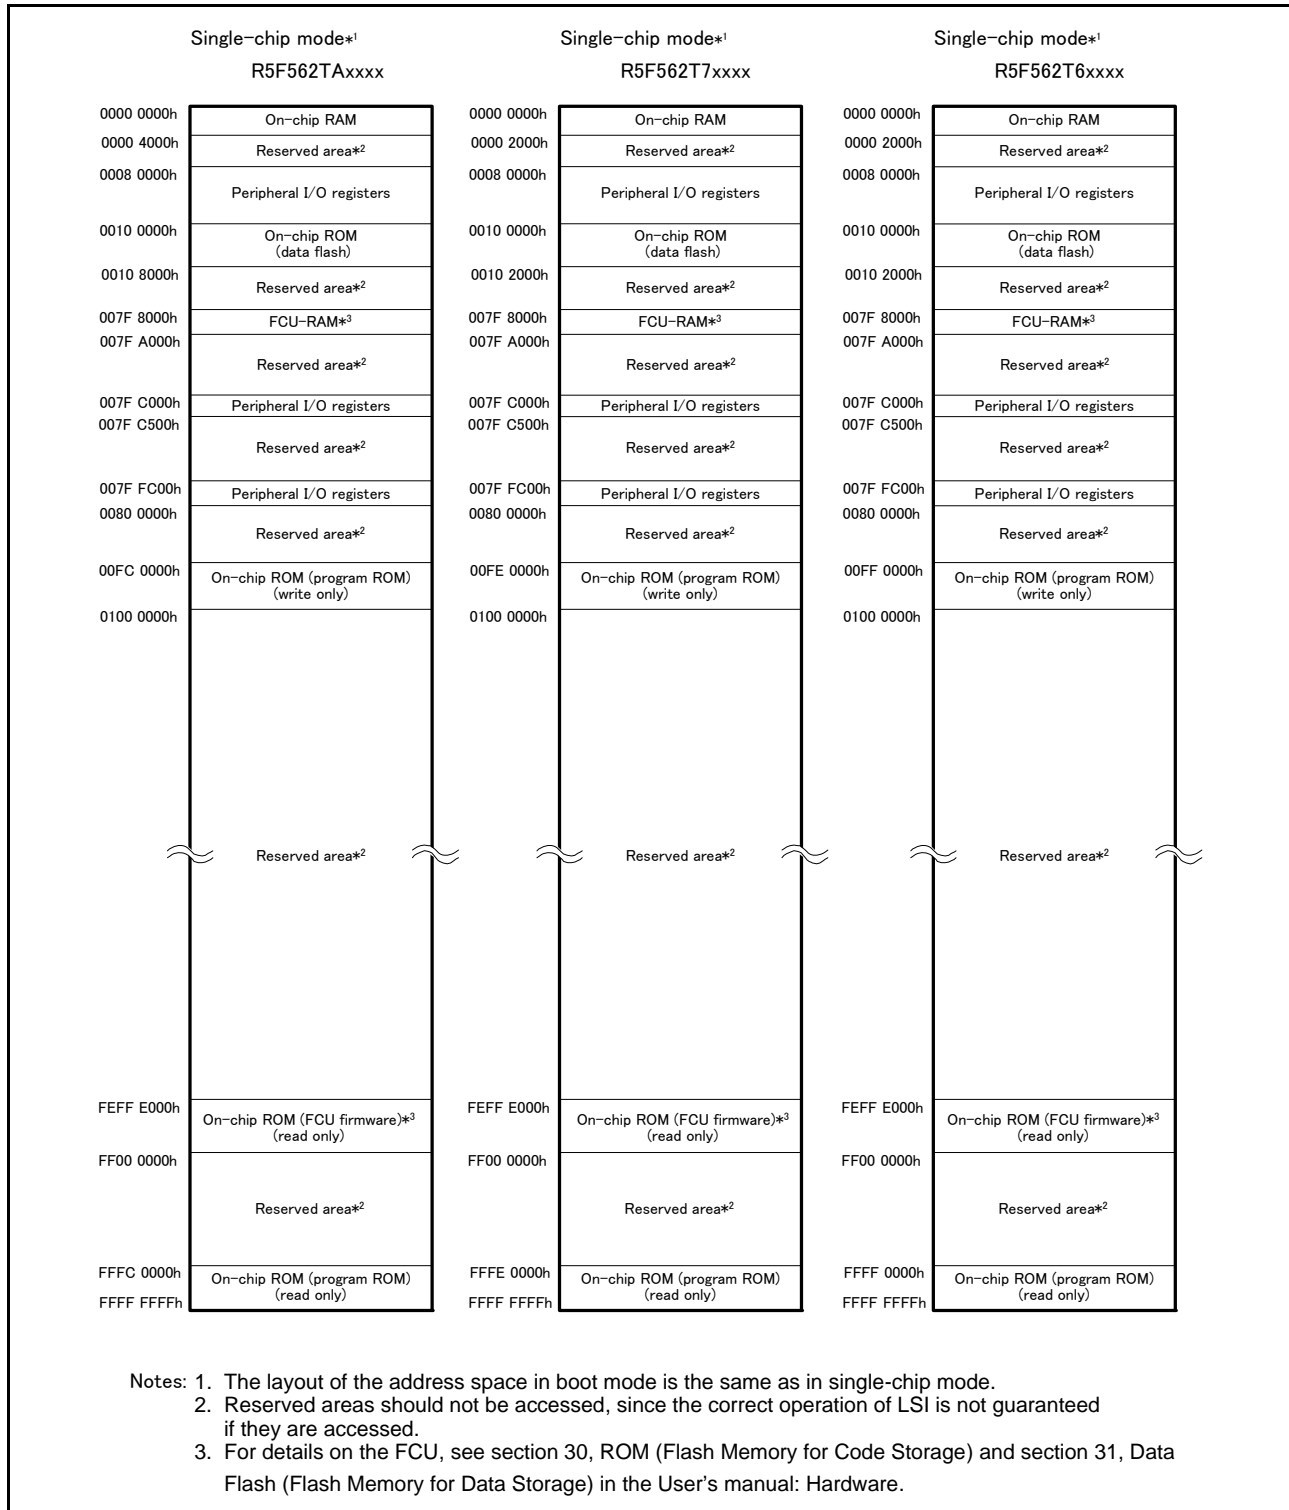 Single-chip mode*1
R5F562TAxxxx
0000 0000h
On-chip RAM
0000 4000h
Reserved area*2
0008 0000h
Peripheral I/O registers
0010 0000h
On-chip ROM
(data flash)
0010 8000h
Reserved area*2
007F 8000h
FCU-RAM*3
007F A000h
Reserved area*2
007F C000h
Peripheral I/O registers
007F C500h
Reserved area*2
007F FC00h
Peripheral I/O registers
0080 0000h
Reserved area*2
00FC 0000h
On-chip ROM (program ROM)
(write only)
0100 0000h
Reserved area*2
FEFF E000h
On-chip ROM (FCU firmware)*3
(read only)
FF00 0000h
Reserved area*2
FFFC 0000h
On-chip ROM (program ROM)
(read only)
FFFF FFFFh
Single-chip mode*1
R5F562T7xxxx
0000 0000h
On-chip RAM
0000 2000h
Reserved area*2
0008 0000h
Peripheral I/O registers
0010 0000h
On-chip ROM
(data flash)
0010 2000h
Reserved area*2
007F 8000h
FCU-RAM*3
007F A000h
Reserved area*2
007F C000h
Peripheral I/O registers
007F C500h
Reserved area*2
007F FC00h
Peripheral I/O registers
0080 0000h
Reserved area*2
00FE 0000h
On-chip ROM (program ROM)
(write only)
0100 0000h
Reserved area*2
FEFF E000h
On-chip ROM (FCU firmware)*3
(read only)
FF00 0000h
Reserved area*2
FFFE 0000h
On-chip ROM (program ROM)
(read only)
FFFF FFFFh
Single-chip mode*1
R5F562T6xxxx
0000 0000h
On-chip RAM
0000 2000h
Reserved area*2
0008 0000h
Peripheral I/O registers
0010 0000h
On-chip ROM
(data flash)
0010 2000h
Reserved area*2
007F 8000h
FCU-RAM*3
007F A000h
Reserved area*2
007F C000h
Peripheral I/O registers
007F C500h
Reserved area*2
007F FC00h
Peripheral I/O registers
0080 0000h
Reserved area*2
00FF 0000h
On-chip ROM (program ROM)
(write only)
0100 0000h
Reserved area*2
FEFF E000h
On-chip ROM (FCU firmware)*3
(read only)
FF00 0000h
Reserved area*2
FFFF 0000h
On-chip ROM (program ROM)
(read only)
FFFF FFFFh
Notes: 1. The layout of the address space in boot mode is the same as in single-chip mode.
2. Reserved areas should not be accessed, since the correct operation of LSI is not guaranteed
if they are accessed.
3. For details on the FCU, see section 30, ROM (Flash Memory for Code Storage) and section 31, Data
Flash (Flash Memory for Data Storage) in the User's manual: Hardware.